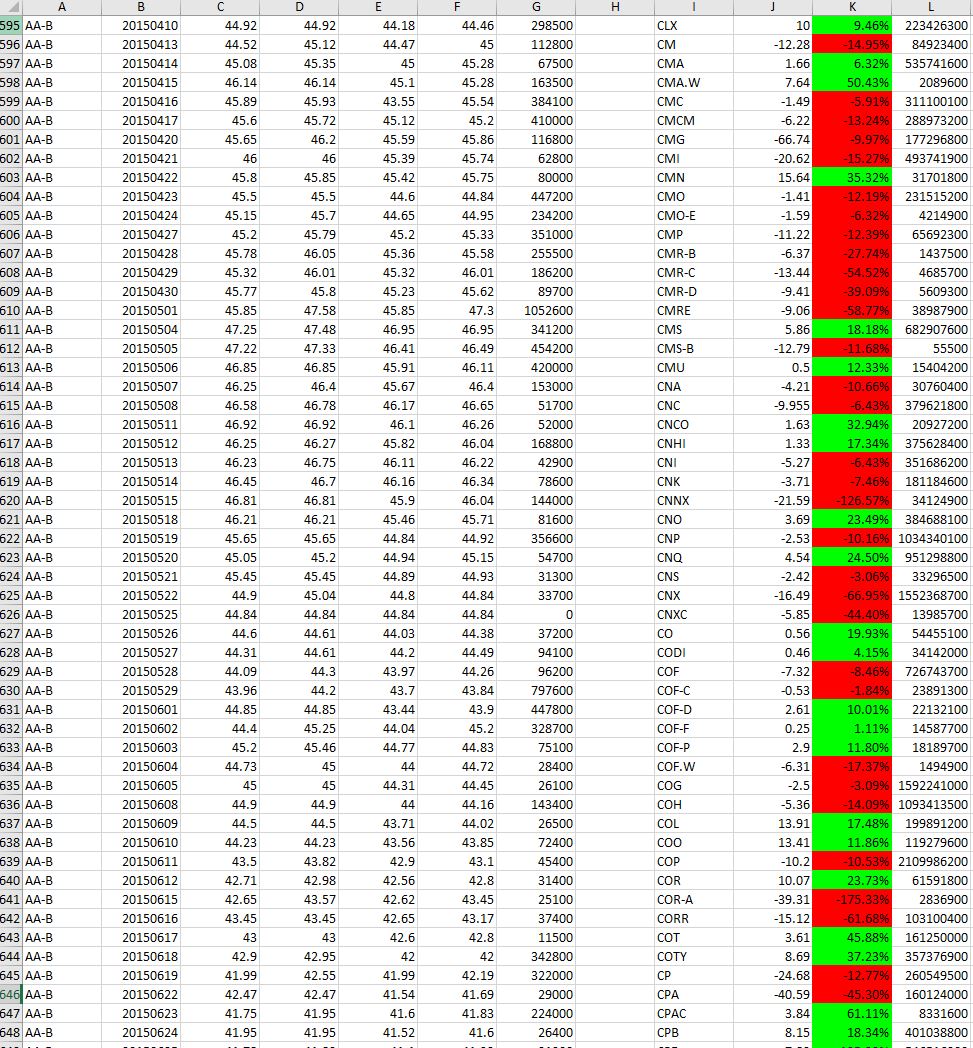 A B C D E F G H I J K L
595 AA-B 20150410 44.92 44.92 44.18 44.46 298500 CLX 10 9.46% 223426300
596 AA-B 20150413 44.52 45.12 44.47 45 112800 CM -12.28 -14.95% 84923400
597 AA-B 20150414 45.08 45.35 45 45.28 67500 CMA 1.66 6.32% 535741600
598 AA-B 20150415 46.14 46.14 45.1 45.28 163500 CMA.W 7.64 50.43% 2089600
599 AA-B 20150416 45.89 45.93 43.55 45.54 384100 CMC -1.49 -5.91% 311100100
600 AA-B 20150417 45.6 45.72 45.12 45.2 410000 CMCM -6.22 -13.24% 288973200
601 AA-B 20150420 45.65 46.2 45.59 45.86 116800 CMG -66.74 -9.97% 177296800
602 AA-B 20150421 46 46 45.39 45.74 62800 CMI -20.62 -15.27% 493741900
603 AA-B 20150422 45.8 45.85 45.42 45.75 80000 CMN 15.64 35.32% 31701800
604 AA-B 20150423 45.5 45.5 44.6 44.84 447200 CMO -1.41 -12.19% 231515200
605 AA-B 20150424 45.15 45.7 44.65 44.95 234200 CMO-E -1.59 -6.32% 4214900
606 AA-B 20150427 45.2 45.79 45.2 45.33 351000 CMP -11.22 -12.39% 65692300
607 AA-B 20150428 45.78 46.05 45.36 45.58 255500 CMR-B -6.37 -27.74% 1437500
608 AA-B 20150429 45.32 46.01 45.32 46.01 186200 CMR-C -13.44 -54.52% 4685700
609 AA-B 20150430 45.77 45.8 45.23 45.62 89700 CMR-D -9.41 -39.09% 5609300
610 AA-B 20150501 45.85 47.58 45.85 47.3 1052600 CMRE -9.06 -58.77% 38987900
611 AA-B 20150504 47.25 47.48 46.95 46.95 341200 CMS 5.86 18.18% 682907600
612 AA-B 20150505 47.22 47.33 46.41 46.49 454200 CMS-B -12.79 -11.68% 55500
613 AA-B 20150506 46.85 46.85 45.91 46.11 420000 CMU 0.5 12.33% 15404200
614 AA-B 20150507 46.25 46.4 45.67 46.4 153000 CNA -4.21 -10.66% 30760400
615 AA-B 20150508 46.58 46.78 46.17 46.65 51700 CNC -9.955 -6.43% 379621800
616 AA-B 20150511 46.92 46.92 46.1 46.26 52000 CNCO 1.63 32.94% 20927200
617 AA-B 20150512 46.25 46.27 45.82 46.04 168800 CNHI 1.33 17.34% 375628400
618 AA-B 20150513 46.23 46.75 46.11 46.22 42900 CNI -5.27 -6.43% 351686200
619 AA-B 20150514 46.45 46.7 46.16 46.34 78600 CNK -3.71 -7.46% 181184600
620 AA-B 20150515 46.81 46.81 45.9 46.04 144000 CNNX -21.59 -126.57% 34124900
621 AA-B 20150518 46.21 46.21 45.46 45.71 81600 CNO 3.69 23.49% 384688100
622 AA-B 20150519 45.65 45.65 44.84 44.92 356600 CNP -2.53 -10.16% 1034340100
623 AA-B 20150520 45.05 45.2 44.94 45.15 54700 CNQ 4.54 24.50% 951298800
624 AA-B 20150521 45.45 45.45 44.89 44.93 31300 CNS -2.42 -3.06% 33296500
625 AA-B 20150522 44.9 45.04 44.8 44.84 33700 CNX -16.49 -66.95% 1552368700
626 AA-B 20150525 44.84 44.84 44.84 44.84 0 CNXC -5.85 -44.40% 13985700
627 AA-B 20150526 44.6 44.61 44.03 44.38 37200 CO 0.56 19.93% 54455100
628 AA-B 20150527 44.31 44.61 44.2 44.49 94100 CODI 0.46 4.15% 34142000
629 AA-B 20150528 44.09 44.3 43.97 44.26 96200 COF -7.32 -8.46% 726743700
630 AA-B 20150529 43.96 44.2 43.7 43.84 797600 COF-C -0.53 -1.84% 23891300
631 AA-B 20150601 44.85 44.85 43.44 43.9 447800 COF-D 2.61 10.01% 22132100
632 AA-B 20150602 44.4 45.25 44.04 45.2 328700 COF-F 0.25 1.11% 14587700
633 AA-B 20150603 45.2 45.46 44.77 44.83 75100 COF-P 2.9 11.80% 18189700
634 AA-B 20150604 44.73 45 44 44.72 28400 COF.W -6.31 -17.37% 1494900
635 AA-B 20150605 45 45 44.31 44.45 26100 COG -2.5 -3.09% 1592241000
636 AA-B 20150608 44.9 44.9 44 44.16 143400 COH -5.36 -14.09% 1093413500
637 AA-B 20150609 44.5 44.5 43.71 44.02 26500 COL 13.91 17.48% 199891200
638 AA-B 20150610 44.23 44.23 43.56 43.85 72400 COO 13.41 11.86% 119279600
639 AA-B 20150611 43.5 43.82 42.9 43.1 45400 COP -10.2 -10.53% 2109986200
640 AA-B 20150612 42.71 42.98 42.56 42.8 31400 COR 10.07 23.73% 61591800
641 AA-B 20150615 42.65 43.57 42.62 43.45 25100 COR-A -39.31 -175.33% 2836900
642 AA-B 20150616 43.45 43.45 42.65 43.17 37400 CORR -15.12 -61.68% 103100400
643 AA-B 20150617 43 43 42.6 42.8 11500 COT 3.61 45.88% 161250000
644 AA-B 20150618 42.9 42.95 42 42 342800 COTY 8.69 37.23% 357376900
645 AA-B 20150619 41.99 42.55 41.99 42.19 322000 CP -24.68 -12.77% 260549500
646 AA-B 20150622 42.47 42.47 41.54 41.69 29000 CPA -40.59 -45.30% 160124000
647 AA-B 20150623 41.75 41.95 41.6 41.83 224000 CPAC 3.84 61.11% 8331600
648 AA-B 20150624 41.95 41.95 41.52 41.6 26400 CPB 8.15 18.34% 401038800